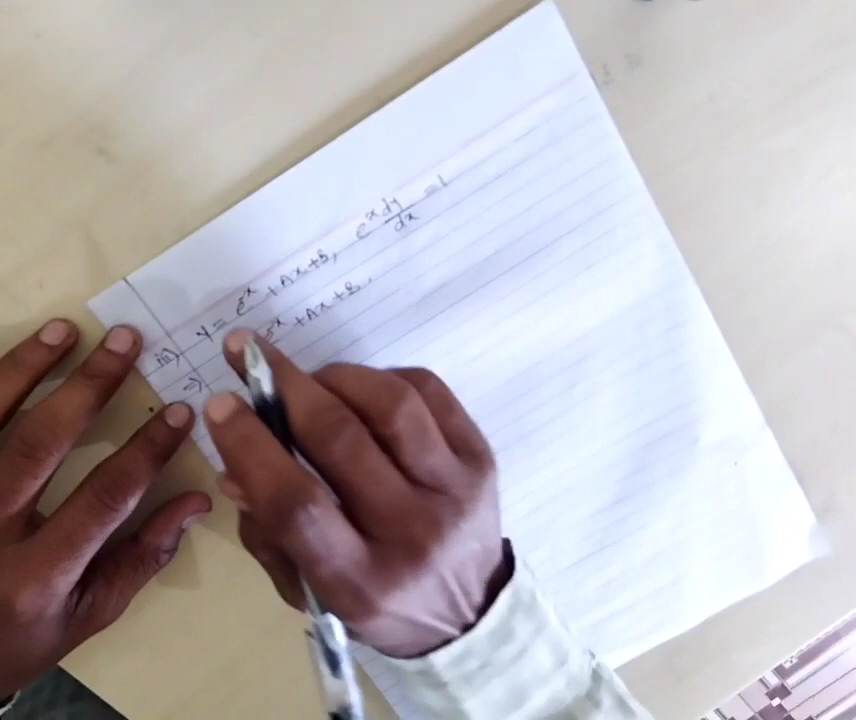 iii) y = e^x + Ax + B, e^x dy/dx = 1
=) e^x + Ax + B.